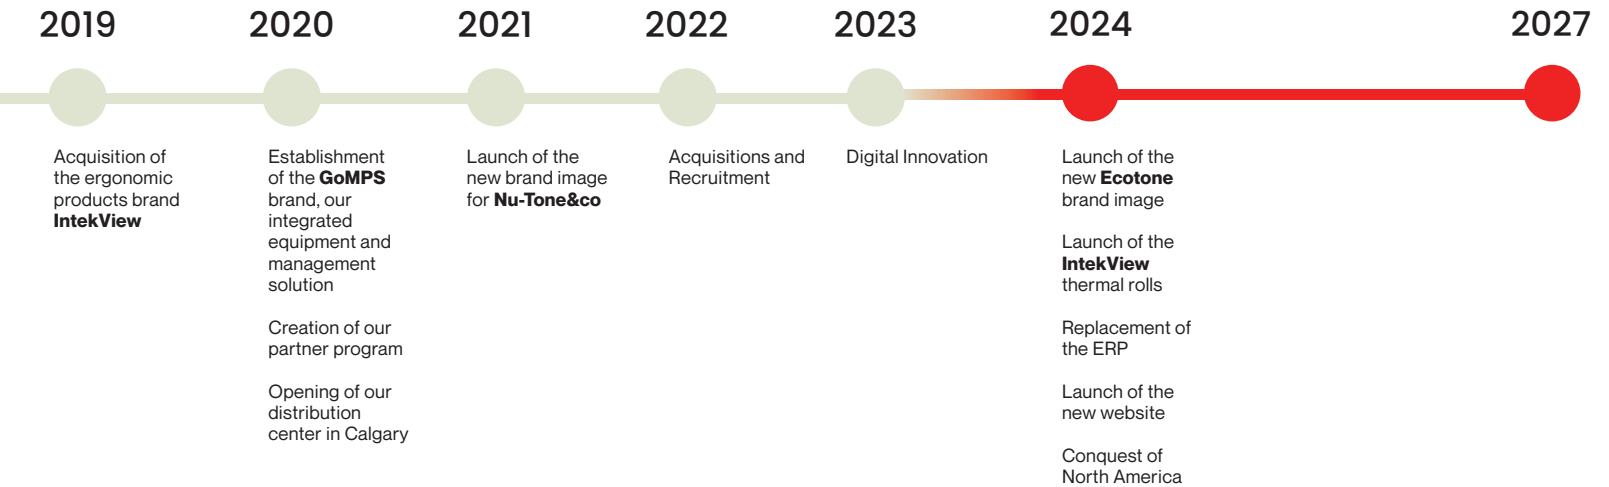 2019
Acquisition of
the ergonomic
products brand
IntekView
2020
Establishment
of the GoMPS
brand, our
integrated
equipment and
management
solution
Creation of our
partner program
Opening of our
distribution
center in Calgary
2021
Launch of the
new brand image
for Nu-Tone&co
2022
Acquisitions and
Recruitment
2023
Digital Innovation
2024
Launch of the
new Ecotone
brand image
Launch of the
IntekView
thermal rolls
Replacement of
the ERP
Launch of the
new website
Conquest of
North America
2027